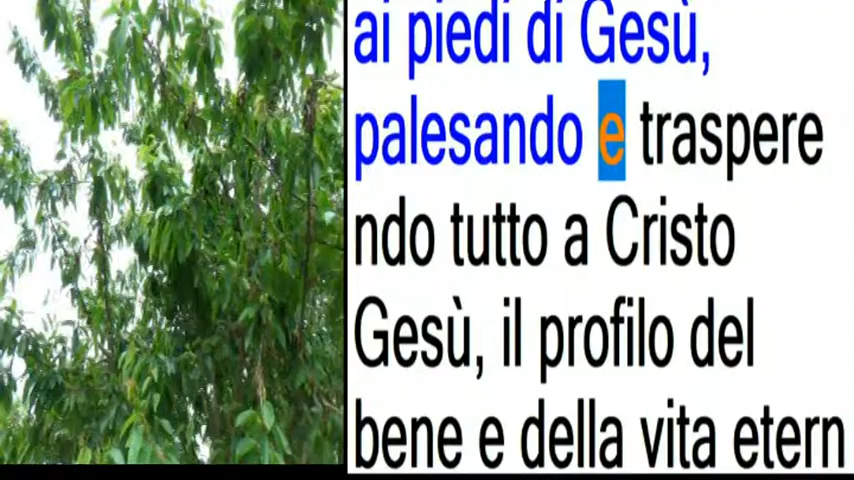 ai piedi di Gesù,
palesando e traspere
ndo tutto a Cristo
Gesù, il profilo del
bene e della vita etern